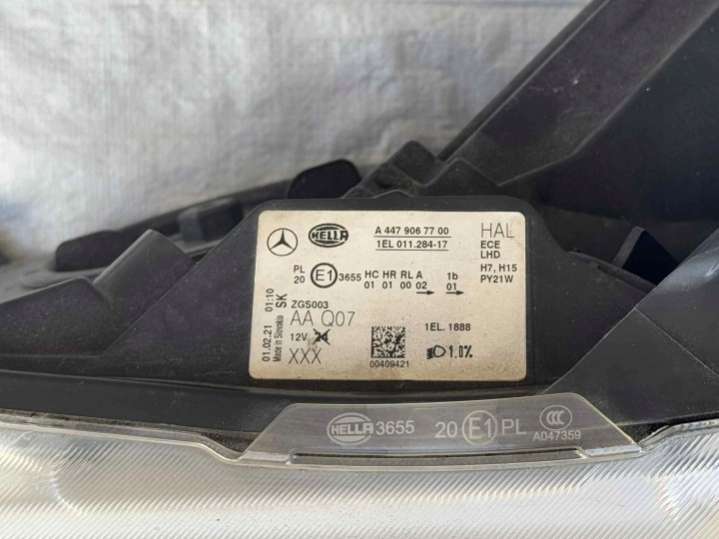 HELLA
A 447 906 77 00
1EL 011.284-17
HAL
ECE
LHD
H7, H15
PY21W
PL
20 E1 3655 HC HR RL A 1b
01 01 00 02 01
01.02.21 01:10
Made in Slovakia SK
ZGS003
AA Q07
12V
XXX
00409421
1EL. 1888
1.0%
HELLA 3655 20 E1 PL
CCC
A047359